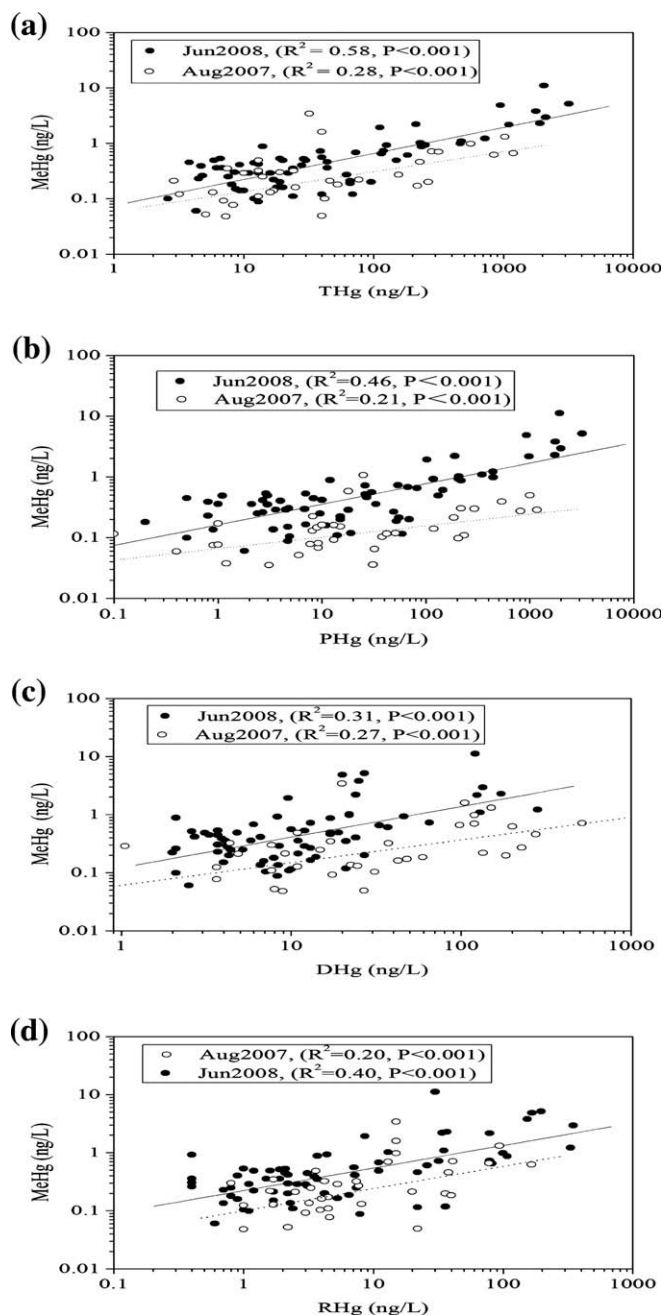 (a)
Jun2008, (R² = 0.58, P<0.001)
Aug2007, (R² = 0.28, P<0.001)
100
10
1
0.1
0.01
MeHg (ng/L)
1 10 100 1000 10000
THg (ng/L)
(b)
Jun2008, (R²=0.46, P<0.001)
Aug2007, (R²=0.21, P<0.001)
100
10
1
0.1
0.01
MeHg (ng/L)
0.1 1 10 100 1000 10000
PHg (ng/L)
(c)
Jun2008, (R²=0.31, P<0.001)
Aug2007, (R²=0.27, P<0.001)
100
10
1
0.1
0.01
MeHg (ng/L)
1 10 100 1000
DHg (ng/L)
(d)
Aug2007, (R²=0.20, P<0.001)
Jun2008, (R²=0.40, P<0.001)
100
10
1
0.1
0.01
MeHg (ng/L)
0.1 1 10 100 1000
RHg (ng/L)